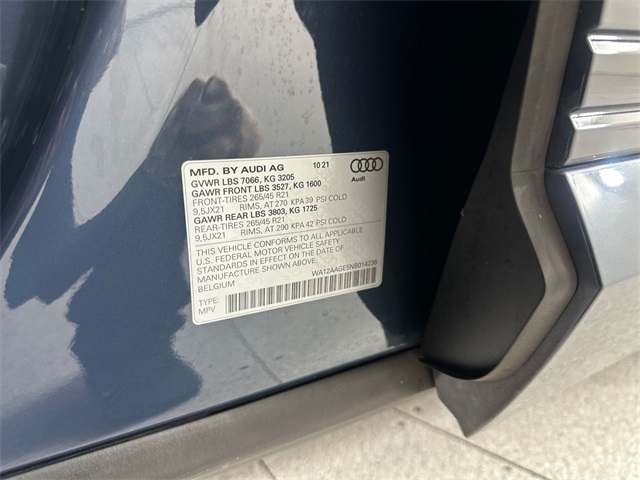 MFD. BY AUDI AG 10 21
GVWR LBS 7066, KG 3205
GAWR FRONT LBS 3527, KG 1600
Audi
FRONT-TIRES 265/45 R21
9,5JX21 RIMS, AT 270 KPA 39 PSI COLD
GAWR REAR LBS 3803, KG 1725
REAR-TIRES 265/45 R21
9,5JX21 RIMS, AT 290 KPA 42 PSI COLD
THIS VEHICLE CONFORMS TO ALL APPLICABLE
U.S. FEDERAL MOTOR VEHICLE SAFETY
STANDARDS IN EFFECT ON THE DATE OF
MANUFACTURE SHOWN ABOVE.
BELGIUM WA12AAGE5NB014236
TYPE:
MPV